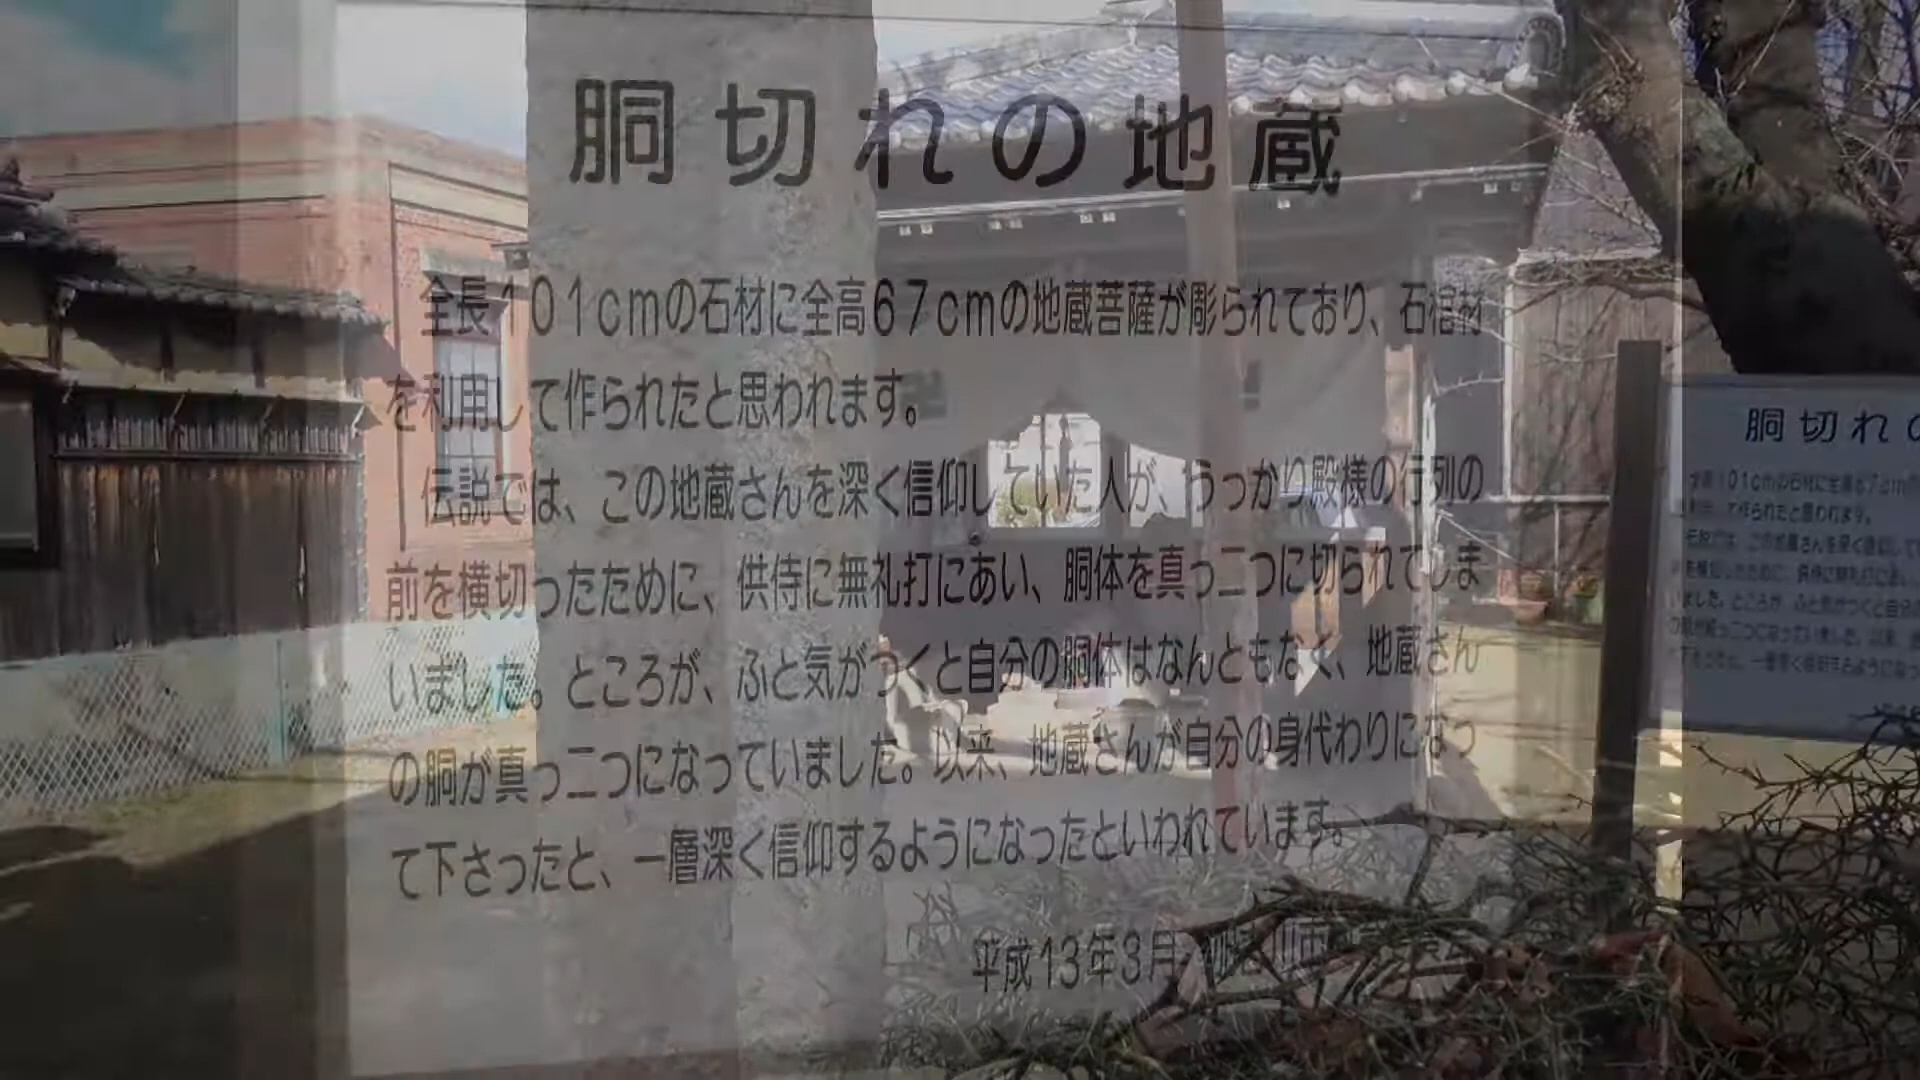 胴切れの地蔵
全長101cmの石材に全高67cmの地蔵菩薩が彫られており、石棺材
を利用して作られたと思われます。
伝説では、この地蔵さんを深く信仰していた人が、うっかり殿様の行列の
前を横切ったために、供侍に無礼打にあい、胴体を真っ二つに切られてしま
いました。ところが、ふと気がつくと自分の胴体はなんともなく、地蔵さん
の胴が真っ二つになっていました。以来、地蔵さんが自分の身代わりになっ
て下さったと、一層深く信仰するようになったといわれています。
平成13年3月
胴切れの